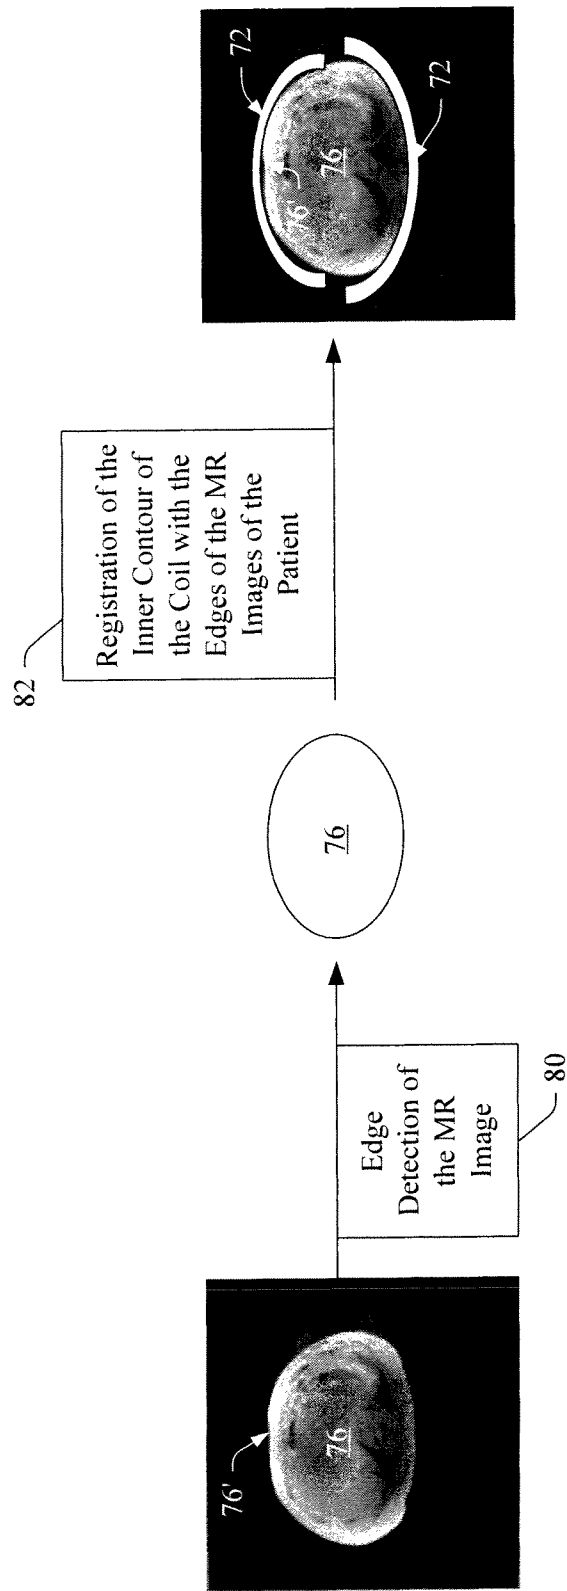 76'
76
Edge
Detection of
the MR
Image
80
76
82
Registration of the
Inner Contour of
the Coil with the
Edges of the MR
Images of the
Patient
72
76'
76
72